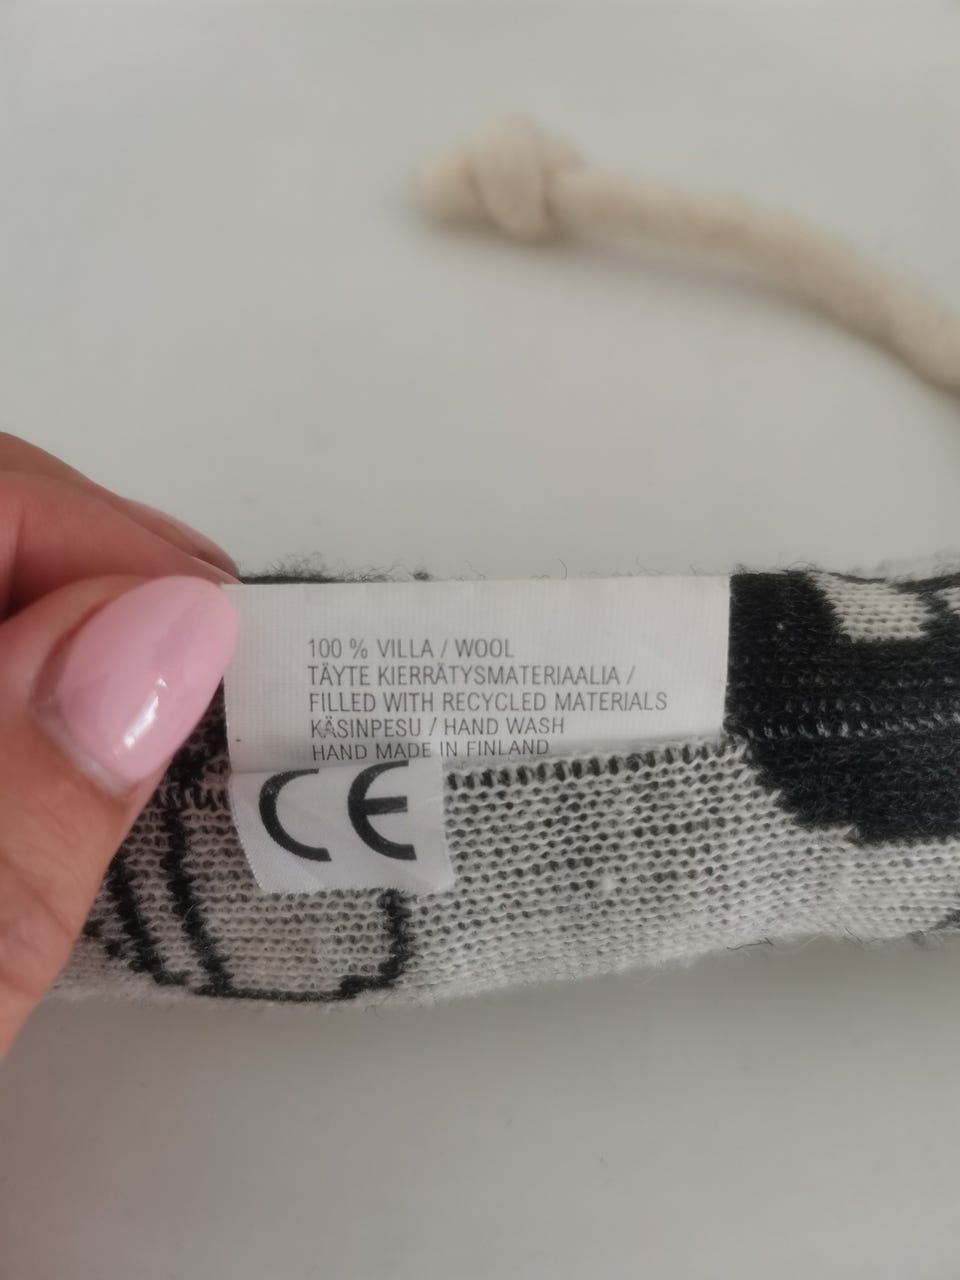 100 % VILLA / WOOL
TÄYTE KIERRÄTYSMATERIAALIA /
FILLED WITH RECYCLED MATERIALS
KÄSINPESU / HAND WASH
HAND MADE IN FINLAND
CE